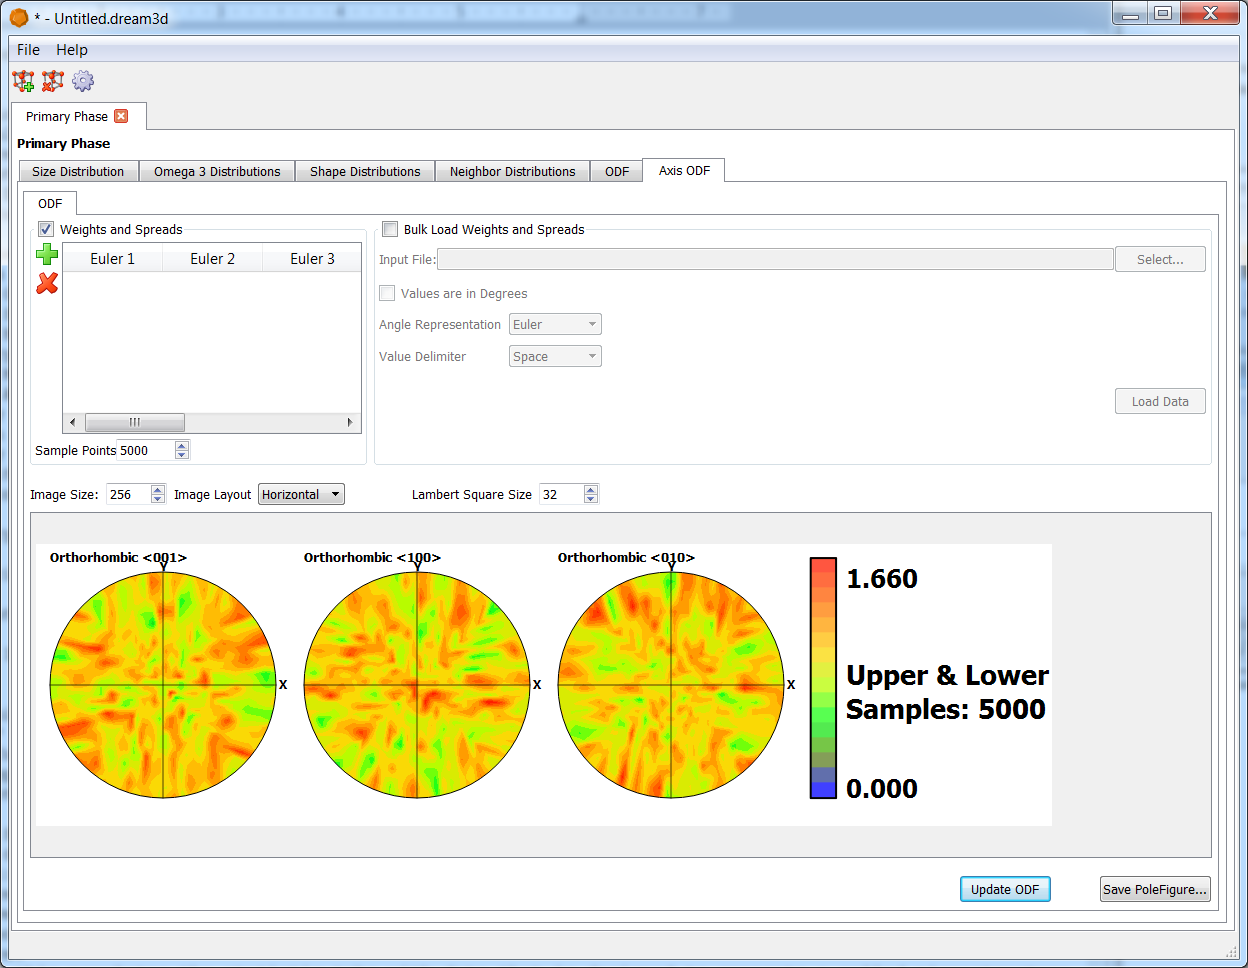 * - Untitled.dream3d
File Help
Primary Phase
Primary Phase
Size Distribution Omega 3 Distributions Shape Distributions Neighbor Distributions ODF Axis ODF
ODF
Weights and Spreads
Euler 1 Euler 2 Euler 3
Sample Points 5000
Bulk Load Weights and Spreads
Input File: Select...
Values are in Degrees
Angle Representation Euler
Value Delimiter Space
Load Data
Image Size: 256 Image Layout Horizontal Lambert Square Size 32
Orthorhombic <001>
Y
X
Orthorhombic <100>
Y
X
Orthorhombic <010>
Y
X
1.660
Upper & Lower
Samples: 5000
0.000
Update ODF Save PoleFigure...